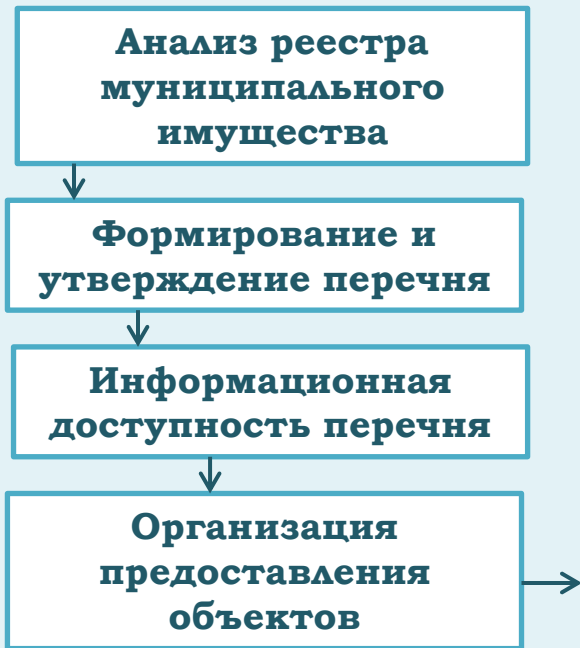 Анализ реестра
муниципального
имущества
Формирование и
утверждение перечня
Информационная
доступность перечня
Организация
предоставления
объектов